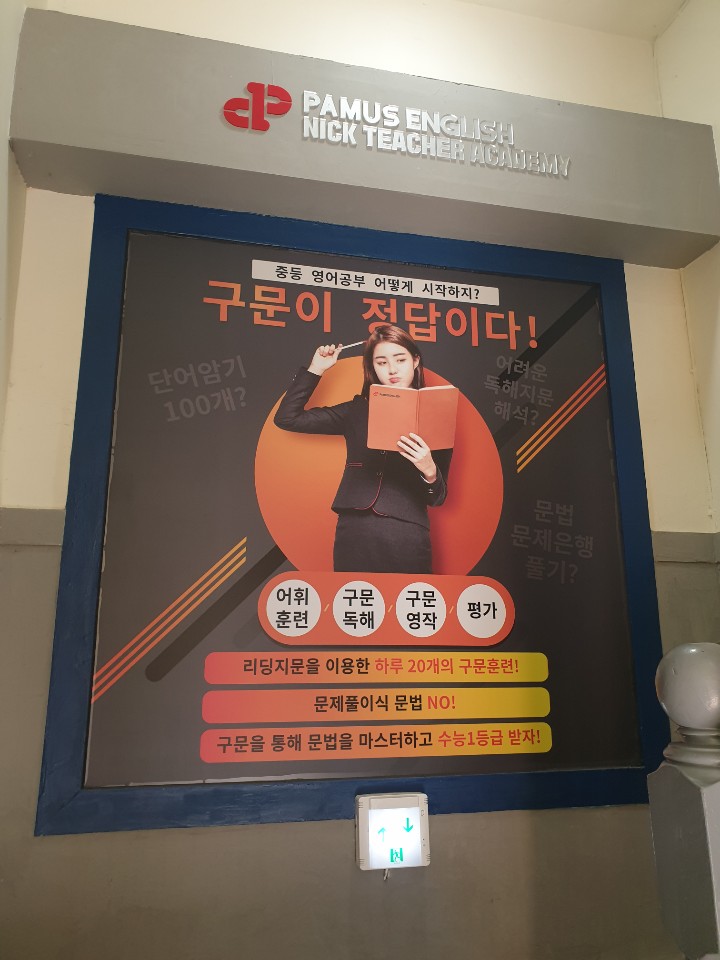 PAMUS ENGLISH
NICK TEACHER ACADEMY
중등 영어공부 어떻게 시작하지?
구문이 정답이다!
단어암기
100개?
어려운
독해지문
해석?
문법
문제은행
풀기?
어휘
훈련
구문
독해
구문
영작
평가
리딩지문을 이용한 하루 20개의 구문훈련!
문제풀이식 문법 NO!
구문을 통해 문법을 마스터하고 수능1등급 받자!